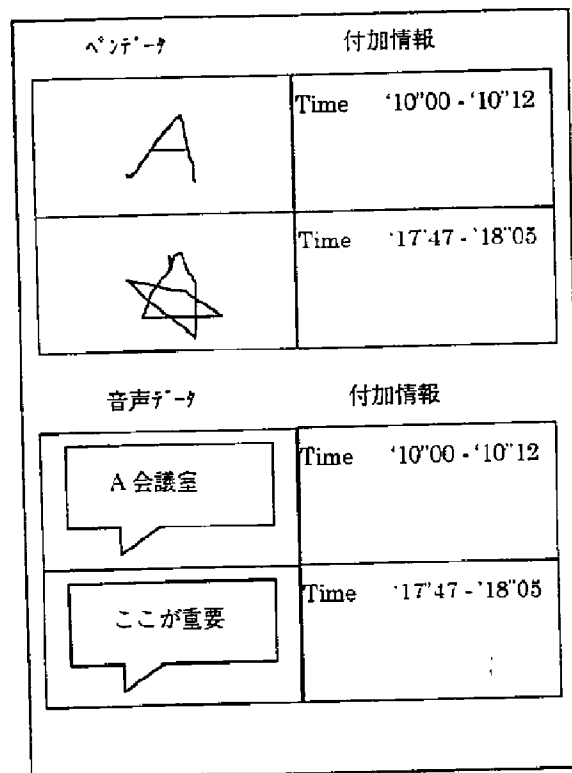 ペンデータ 付加情報
A Time '10"00 - '10"12
Time '17'47 - '18"05
音声データ 付加情報
A 会議室 Time '10"00 - '10"12
ここが重要 Time '17"47 - '18"05